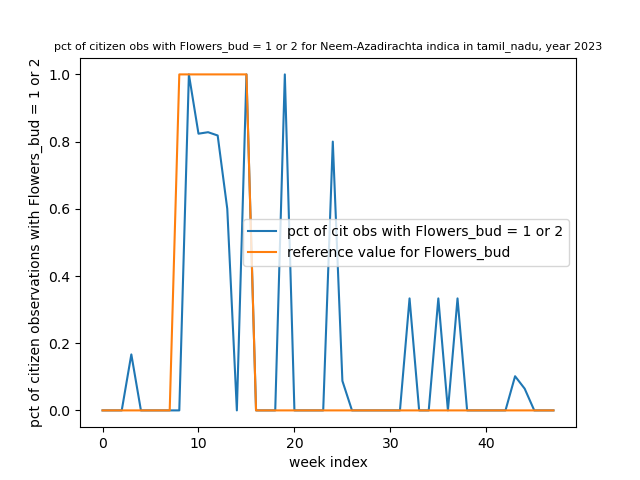 pct of citizen obs with Flowers_bud = 1 or 2 for Neem-Azadirachta indica in tamil_nadu, year 2023
pct of citizen observations with Flowers_bud = 1 or 2
1.0
0.8
0.6
0.4
0.2
0.0
pct of cit obs with Flowers_bud = 1 or 2
reference value for Flowers_bud
0 10 20 30 40
week index